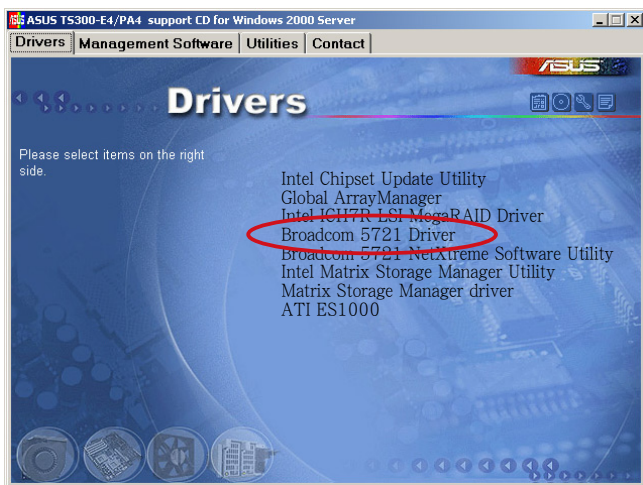 ASUS TS300-E4/PA4 support CD for Windows 2000 Server
Drivers Management Software Utilities Contact
ASUS
Drivers
Please select items on the right
side.
Intel Chipset Update Utility
Global ArrayManager
Intel ICH7R LSI MegaRAID Driver
Broadcom 5721 Driver
Broadcom 5721 NetXtreme Software Utility
Intel Matrix Storage Manager Utility
Matrix Storage Manager driver
ATI ES1000